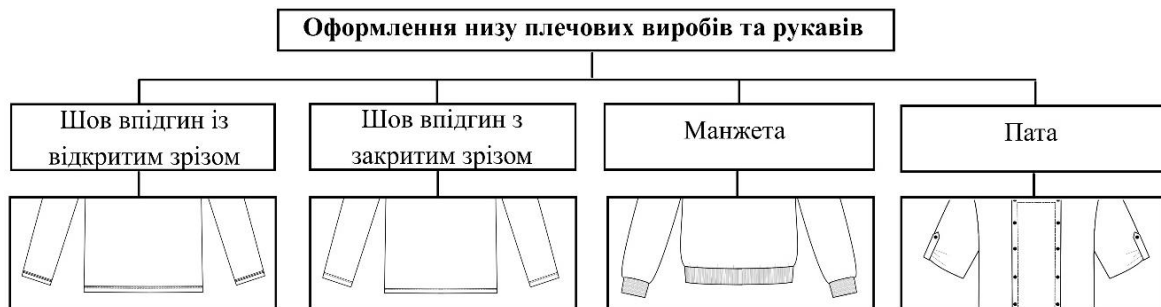 Оформлення низу плечових виробів та рукавів
Шов впідгин із
відкритим зрізом
Шов впідгин з
закритим зрізом
Манжета
Пата